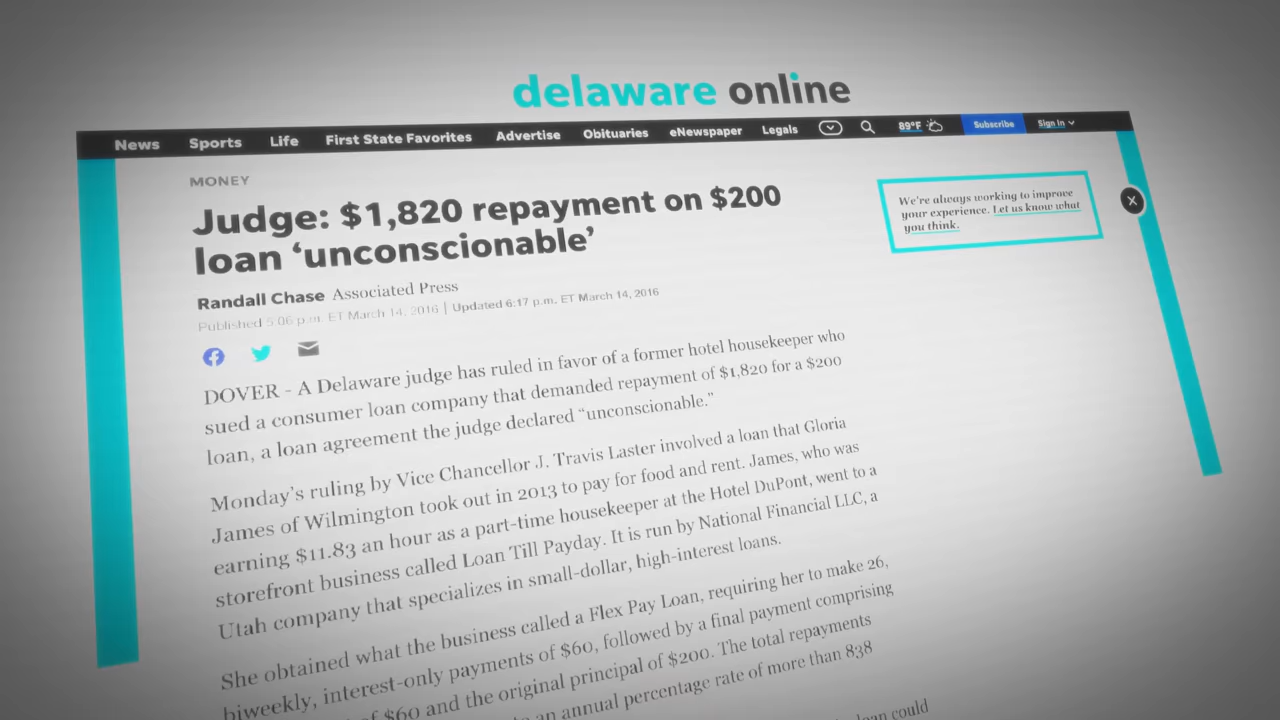 delaware online
News Sports Life First State Favorites Advertise Obituaries eNewspaper Legals 89°F Subscribe Sign In
MONEY
Judge: $1,820 repayment on $200
loan ‘unconscionable’
We're always working to improve
your experience. Let us know what
you think.
Randall Chase Associated Press
Published 5:06 p.m. ET March 14, 2016 | Updated 6:17 p.m. ET March 14, 2016
DOVER - A Delaware judge has ruled in favor of a former hotel housekeeper who
sued a consumer loan company that demanded repayment of $1,820 for a $200
loan, a loan agreement the judge declared “unconscionable.”
Monday’s ruling by Vice Chancellor J. Travis Laster involved a loan that Gloria
James of Wilmington took out in 2013 to pay for food and rent. James, who was
earning $11.83 an hour as a part-time housekeeper at the Hotel DuPont, went to a
storefront business called Loan Till Payday. It is run by National Financial LLC, a
Utah company that specializes in small-dollar, high-interest loans.
She obtained what the business called a Flex Pay Loan, requiring her to make 26,
biweekly, interest-only payments of $60, followed by a final payment comprising
of $60 and the original principal of $200. The total repayments
an annual percentage rate of more than 838
loan could